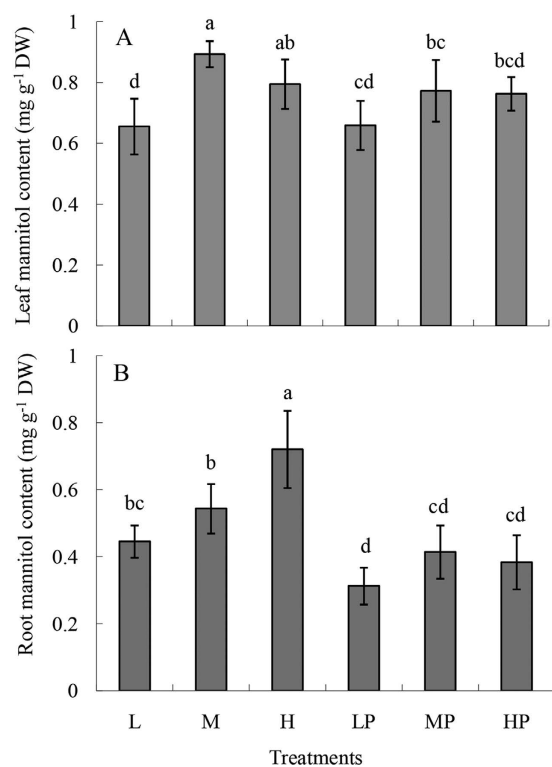 A
Leaf mannitol content (mg g⁻¹ DW)
1
0.8
0.6
0.4
0.2
0
d
a
ab
cd
bc
bcd
B
Root mannitol content (mg g⁻¹ DW)
1
0.8
0.6
0.4
0.2
0
bc
b
a
d
cd
cd
L M H LP MP HP
Treatments